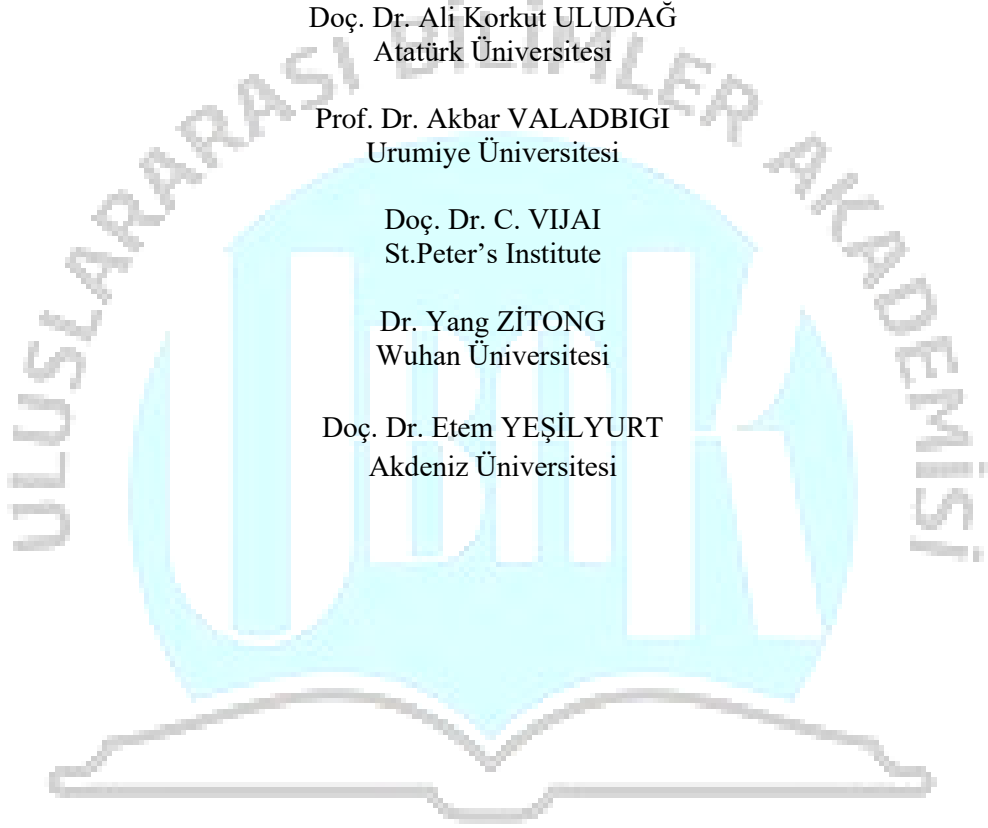 Doç. Dr. Ali Korkut ULUDAĞ
Atatürk Üniversitesi
Prof. Dr. Akbar VALADBIGI
Urumiye Üniversitesi
Doç. Dr. C. VIJAI
St.Peter’s Institute
Dr. Yang ZİTONG
Wuhan Üniversitesi
Doç. Dr. Etem YEŞİLYURT
Akdeniz Üniversitesi
ULUSLARARASI BİLİMLER AKADEMİSİ
UBAK